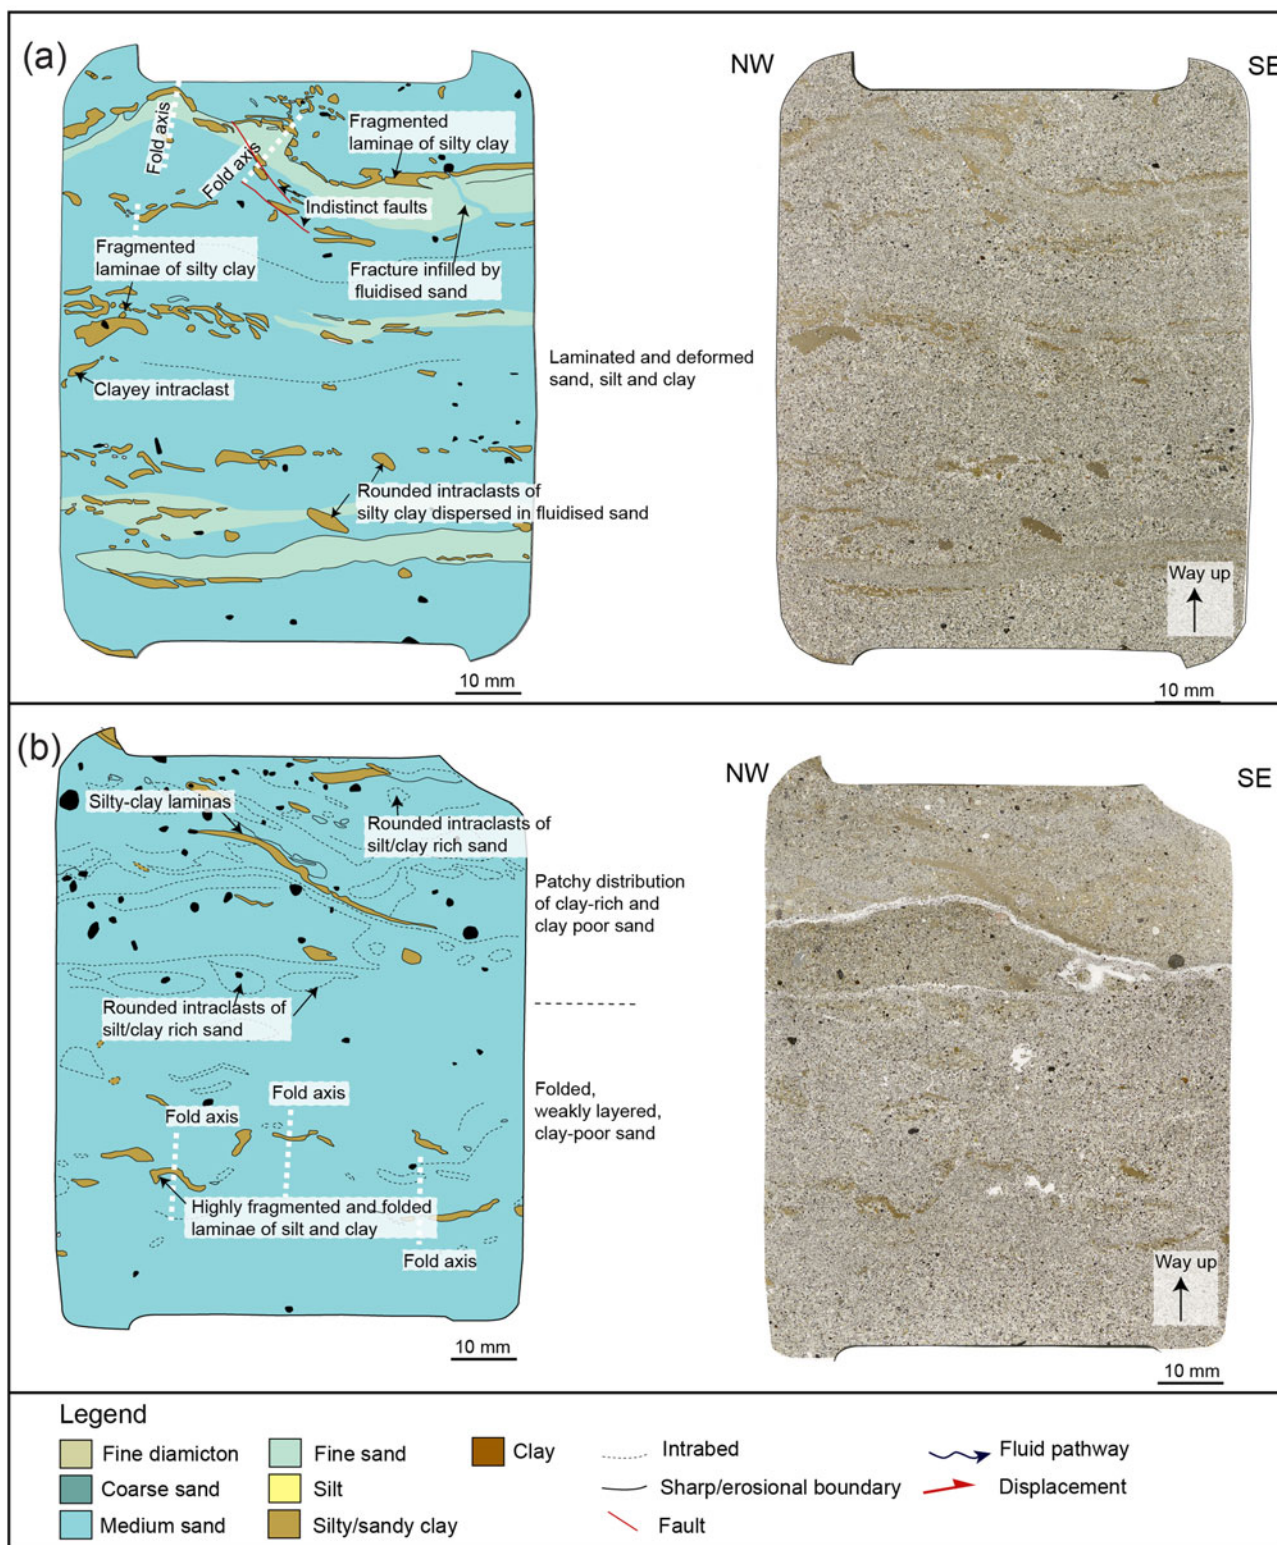 (a)
NW
SE
Fold axis
Fold axis
Fragmented
laminae of silty clay
Indistinct faults
Fragmented
laminae of silty clay
Fracture infilled by
fluidised sand
Clayey intraclast
Laminated and deformed
sand, silt and clay
Rounded intraclasts of
silty clay dispersed in fluidised sand
Way up
10 mm
10 mm
(b)
NW
SE
Silty-clay laminas
Rounded intraclasts of
silt/clay rich sand
Patchy distribution
of clay-rich and
clay poor sand
Rounded intraclasts of
silt/clay rich sand
Fold axis
Fold axis
Folded,
weakly layered,
clay-poor sand
Highly fragmented and folded
laminae of silt and clay
Fold axis
Way up
10 mm
10 mm
Legend
Fine diamicton
Fine sand
Clay
Intrabed
Fluid pathway
Coarse sand
Silt
Sharp/erosional boundary
Displacement
Medium sand
Silty/sandy clay
Fault